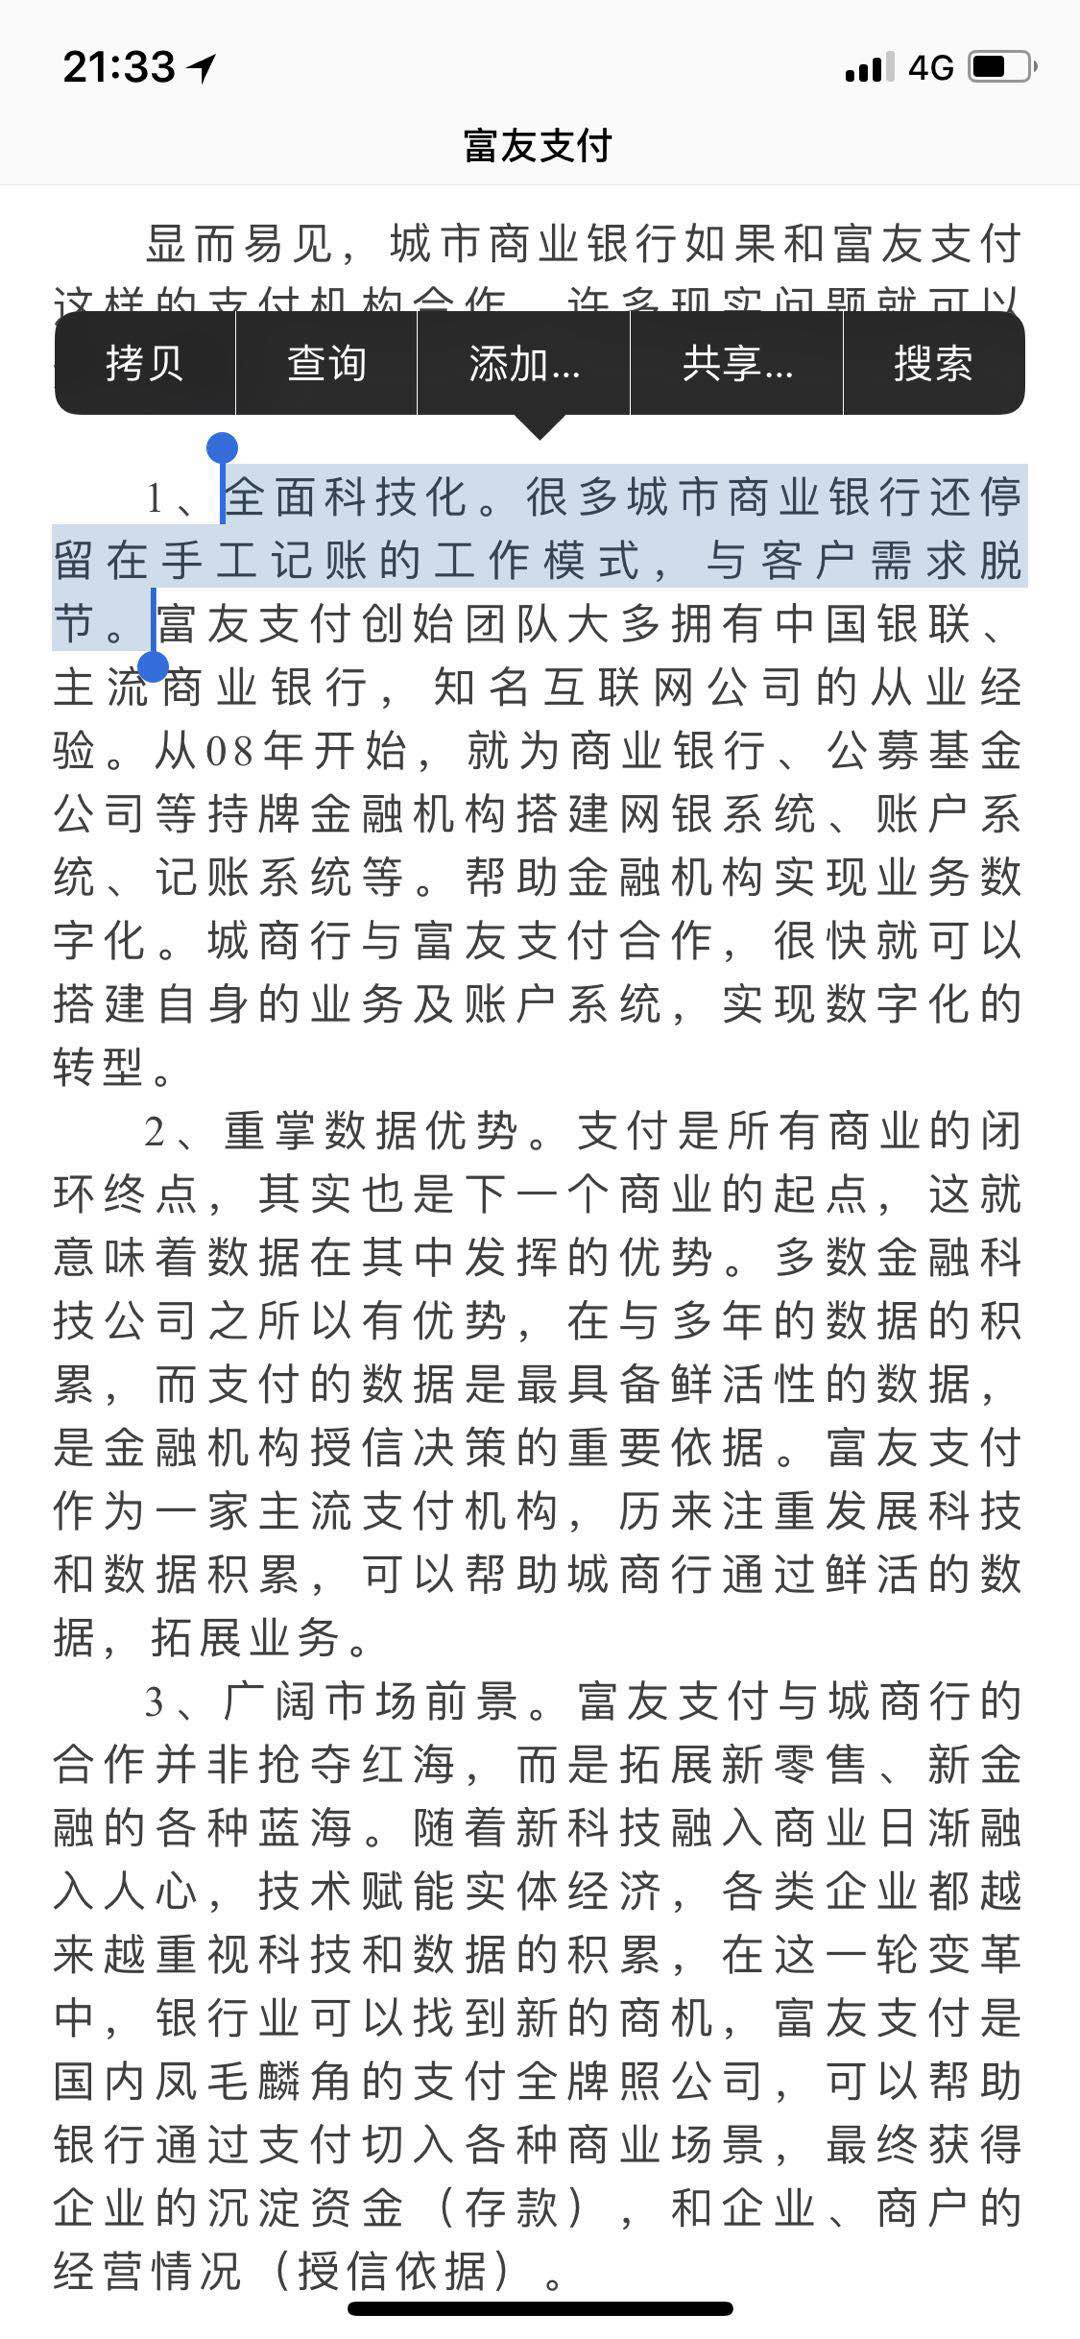 21:33
4G
富友支付
显而易见，城市商业银行如果和富友支付
这样的支付机构合作，许多现实问题就可以
拷贝
查询
添加...
共享...
搜索
1、全面科技化。很多城市商业银行还停
留在手工记账的工作模式，与客户需求脱
节。富友支付创始团队大多拥有中国银联、
主流商业银行，知名互联网公司的从业经
验。从08年开始，就为商业银行、公募基金
公司等持牌金融机构搭建网银系统、账户系
统、记账系统等。帮助金融机构实现业务数
字化。城商行与富友支付合作，很快就可以
搭建自身的业务及账户系统，实现数字化的
转型。
2、重掌数据优势。支付是所有商业的闭
环终点，其实也是下一个商业的起点，这就
意味着数据在其中发挥的优势。多数金融科
技公司之所以有优势，在与多年的数据的积
累，而支付的数据是最具备鲜活性的数据，
是金融机构授信决策的重要依据。富友支付
作为一家主流支付机构，历来注重发展科技
和数据积累，可以帮助城商行通过鲜活的数
据，拓展业务。
3、广阔市场前景。富友支付与城商行的
合作并非抢夺红海，而是拓展新零售、新金
融的各种蓝海。随着新科技融入商业日渐融
入人心，技术赋能实体经济，各类企业都越
来越重视科技和数据的积累，在这一轮变革
中，银行业可以找到新的商机，富友支付是
国内凤毛麟角的支付全牌照公司，可以帮助
银行通过支付切入各种商业场景，最终获得
企业的沉淀资金（存款），和企业、商户的
经营情况（授信依据）。